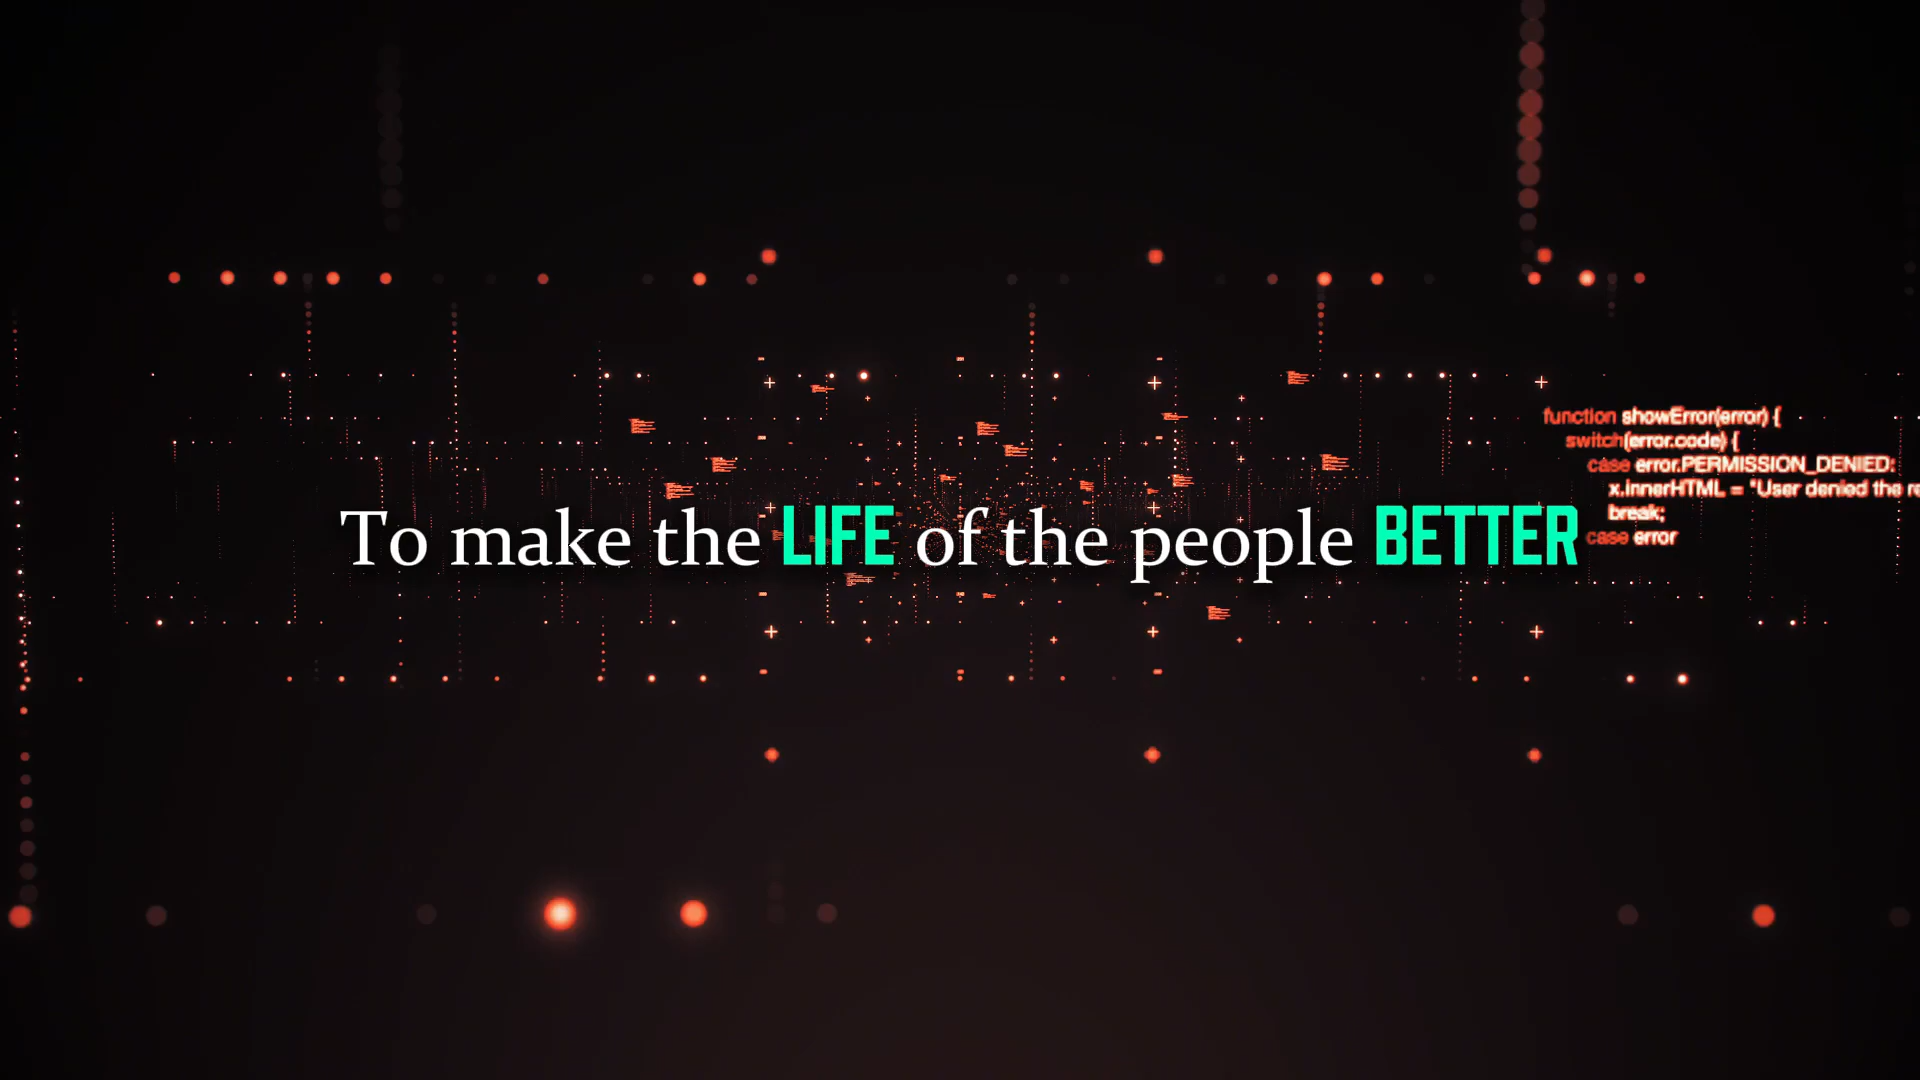 function showError(error) {
switch(error.code) {
case error.PERMISSION_DENIED:
x.innerHTML = "User denied the
break;
case error
To make the LIFE of the people BETTER